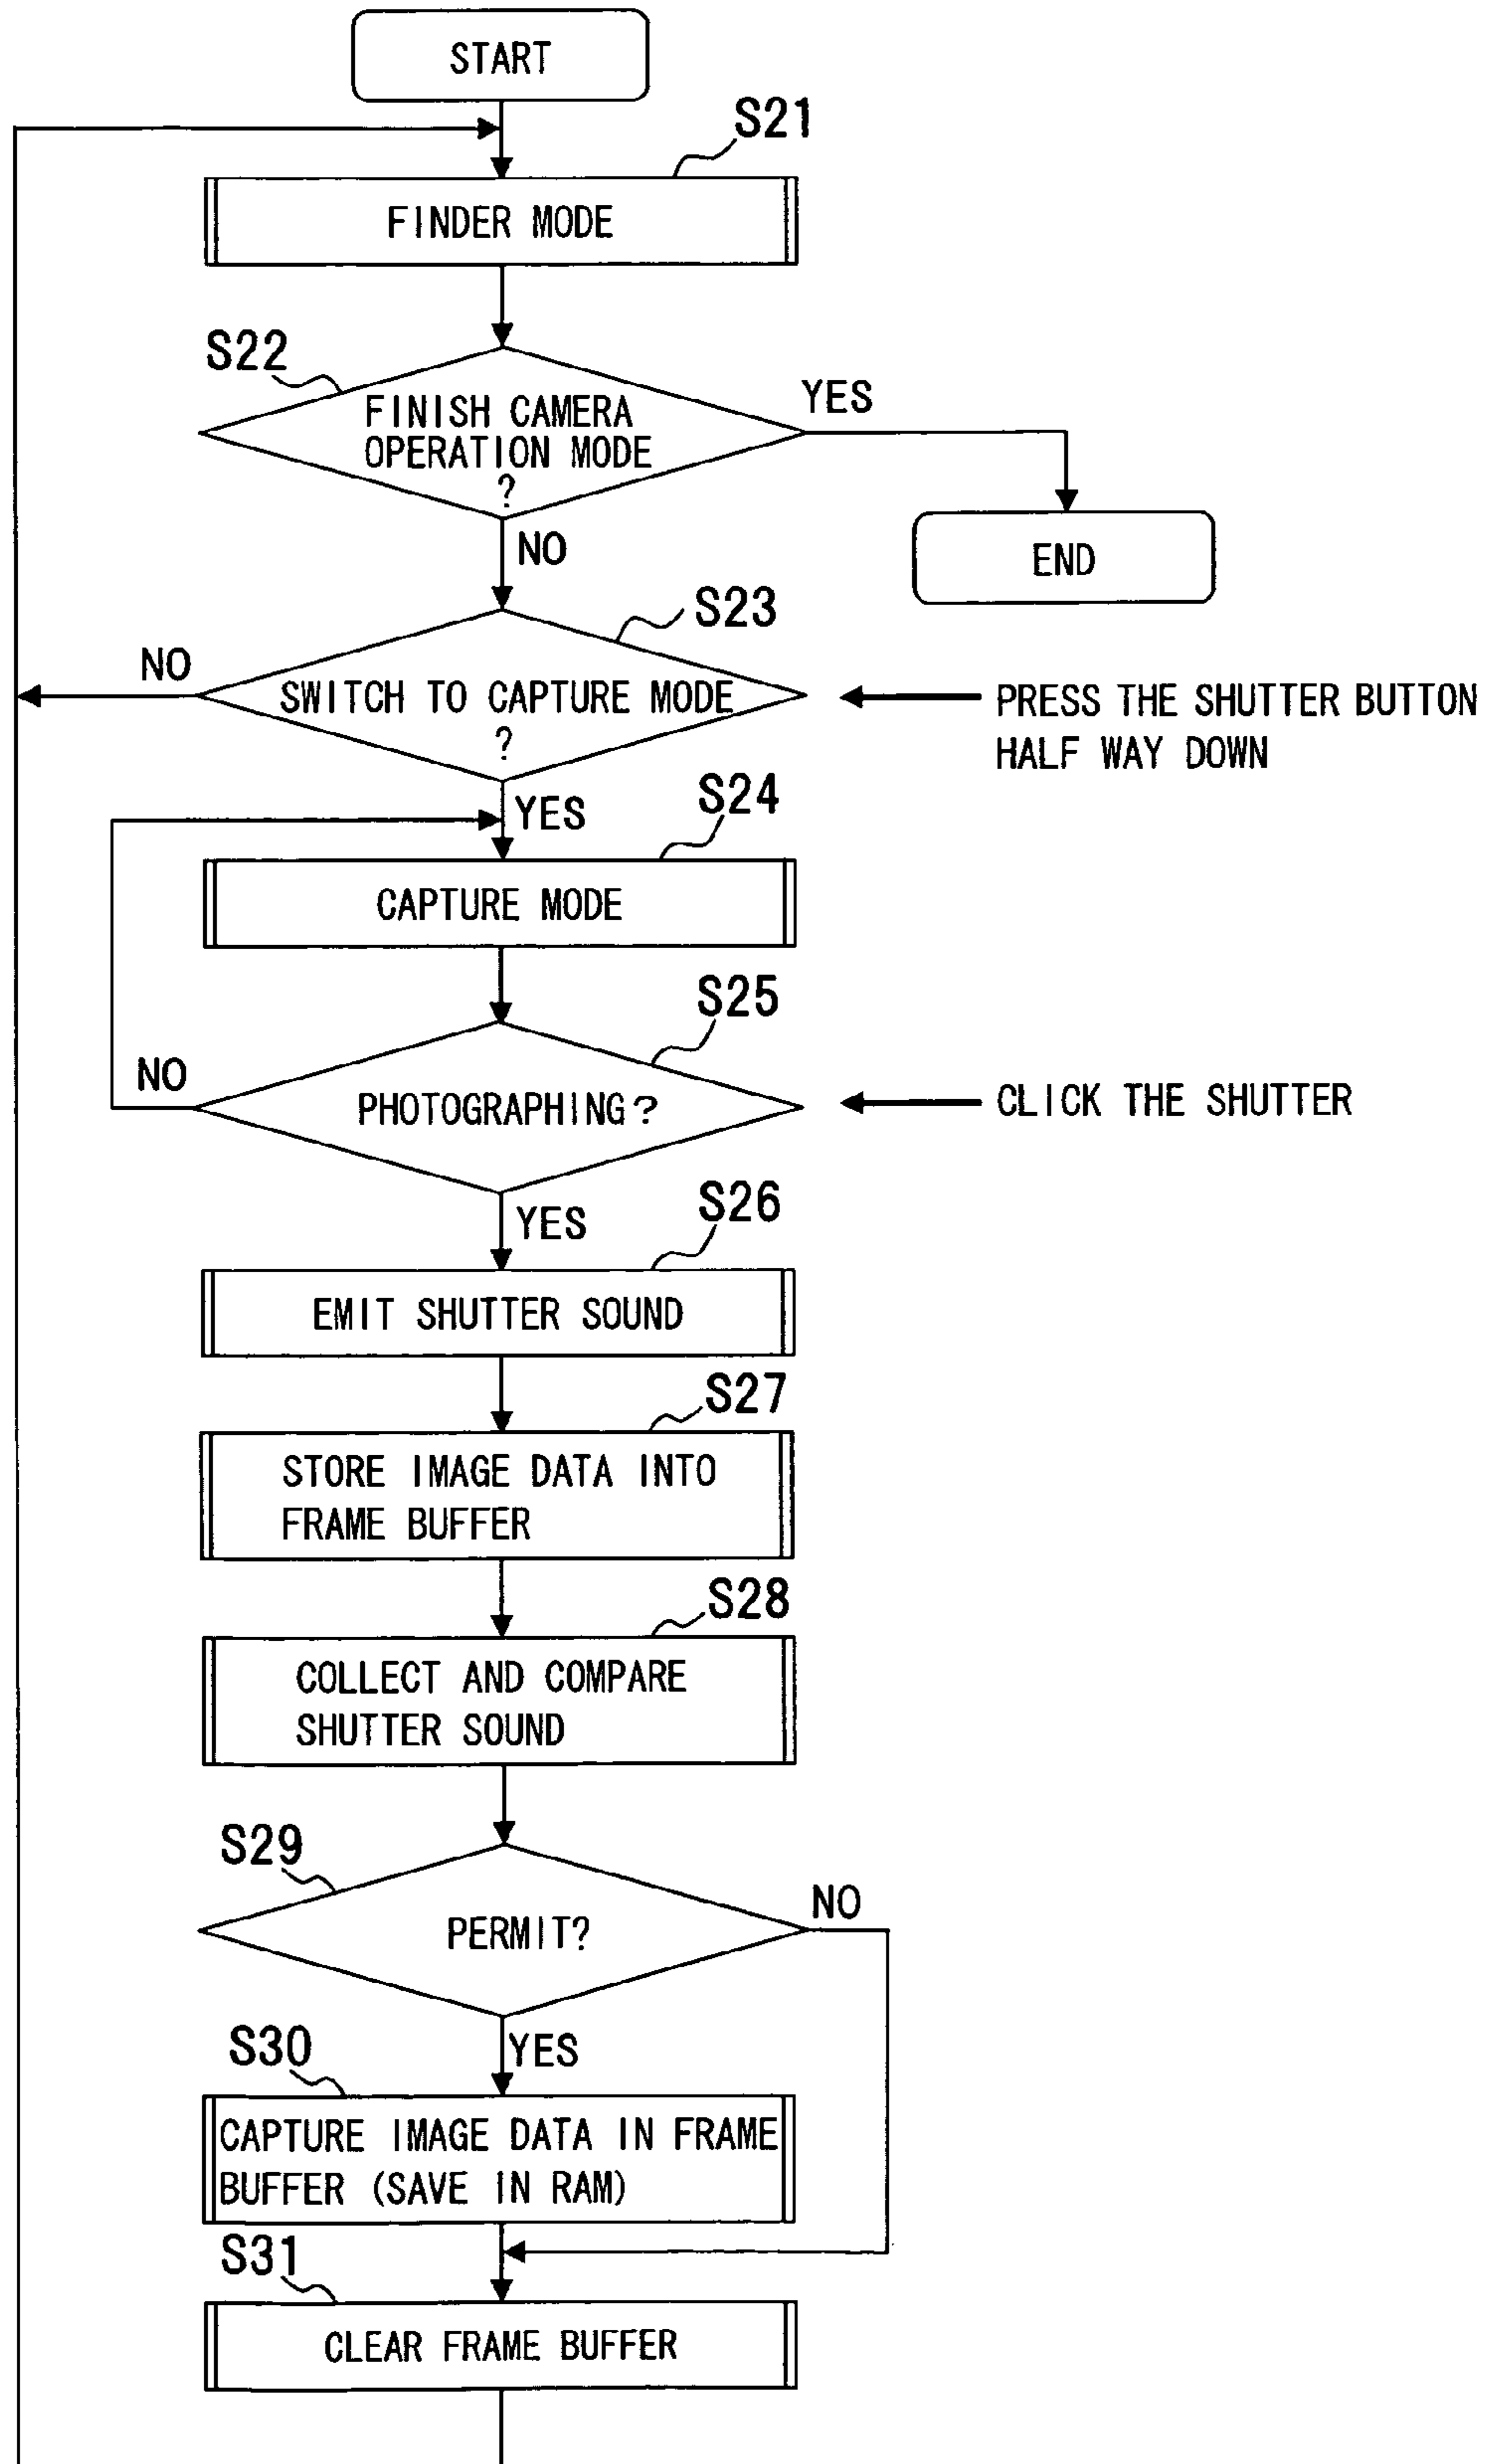 START
S21
FINDER MODE
S22
FINISH CAMERA
OPERATION MODE
?
YES
END
NO
S23
NO
SWITCH TO CAPTURE MODE
?
PRESS THE SHUTTER BUTTON
HALF WAY DOWN
YES
S24
CAPTURE MODE
S25
NO
PHOTOGRAPHING?
CLICK THE SHUTTER
YES
S26
EMIT SHUTTER SOUND
S27
STORE IMAGE DATA INTO
FRAME BUFFER
S28
COLLECT AND COMPARE
SHUTTER SOUND
S29
NO
PERMIT?
YES
S30
CAPTURE IMAGE DATA IN FRAME
BUFFER (SAVE IN RAM)
S31
CLEAR FRAME BUFFER